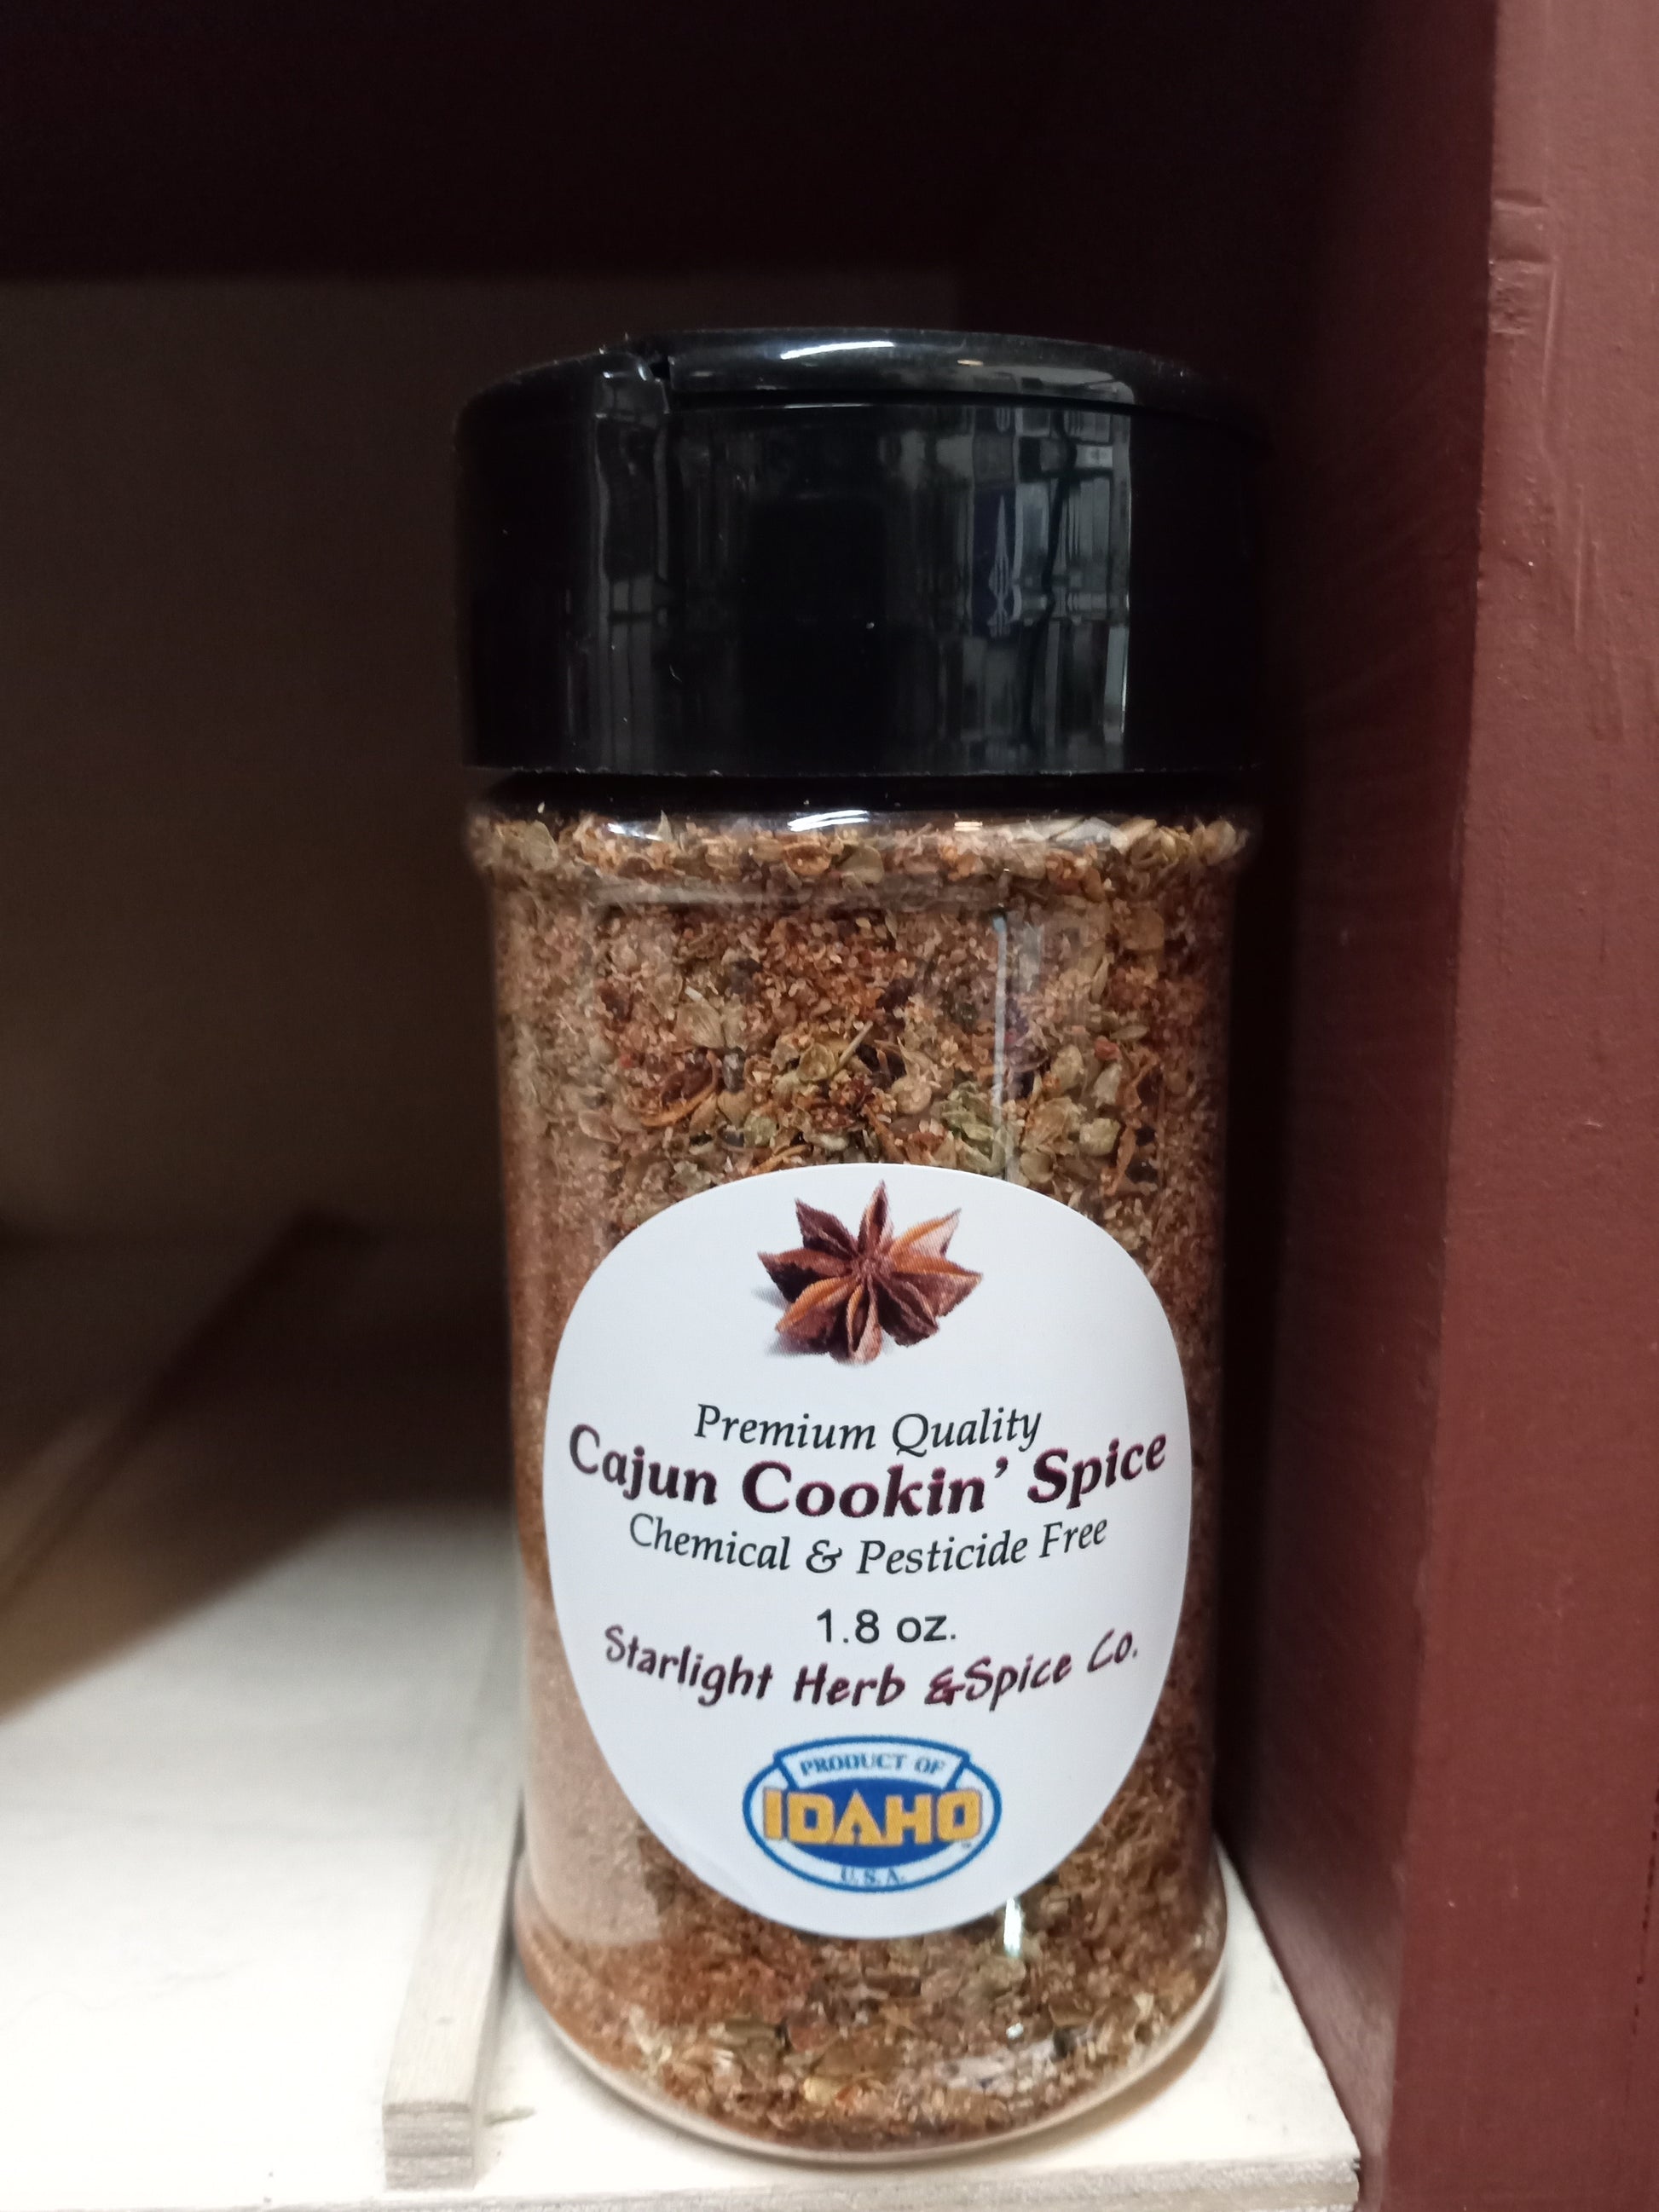 Premium Quality
Cajun Cookin' Spice
Chemical & Pesticide Free
1.8 oz.
Starlight Herb &Spice Co.
PRODUCT OF
IDAHO
U.S.A.